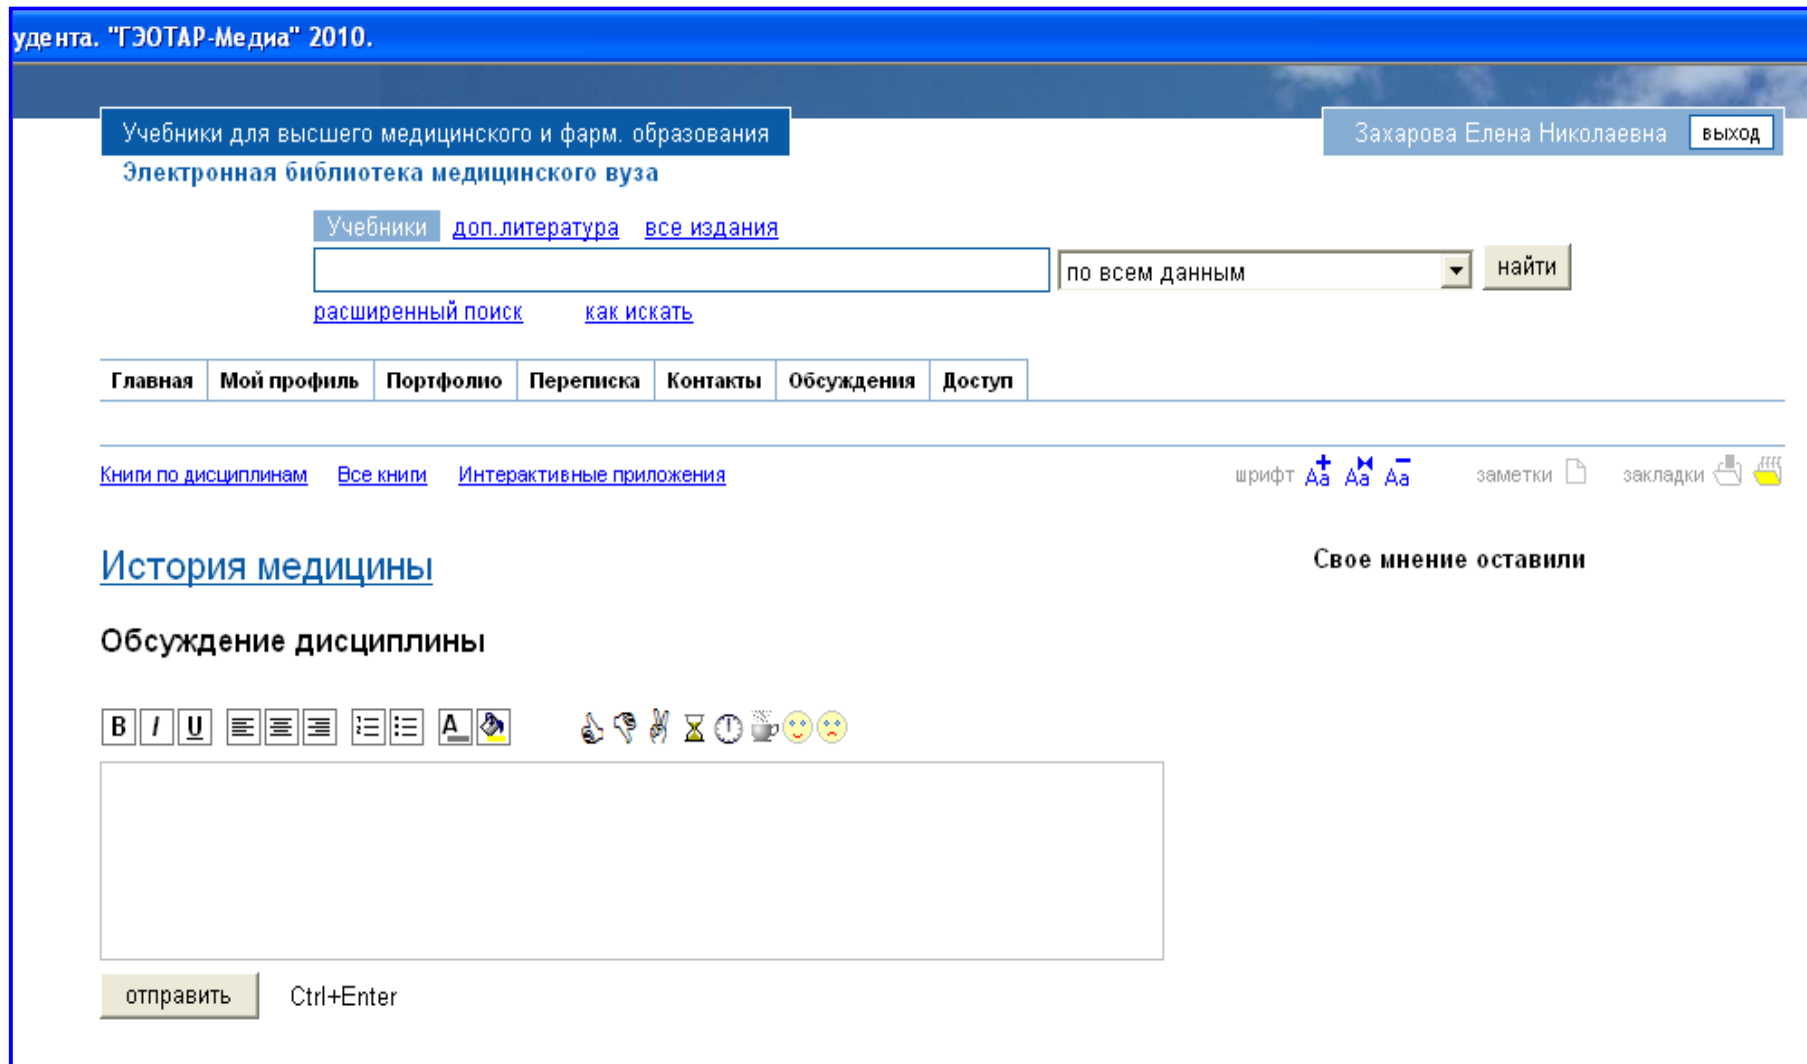 удента. "ГЭОТАР-Медиа" 2010.
Учебники для высшего медицинского и фарм. образования
Захарова Елена Николаевна выход
Электронная библиотека медицинского вуза
Учебники доп.литература все издания
по всем данным найти
расширенный поиск как искать
Главная Мой профиль Портфолио Переписка Контакты Обсуждения Доступ
Книги по дисциплинам Все книги Интерактивные приложения шрифт Aa Aa Aa заметки закладки
История медицины
Свое мнение оставили
Обсуждение дисциплины
B I U A
отправить Ctrl+Enter